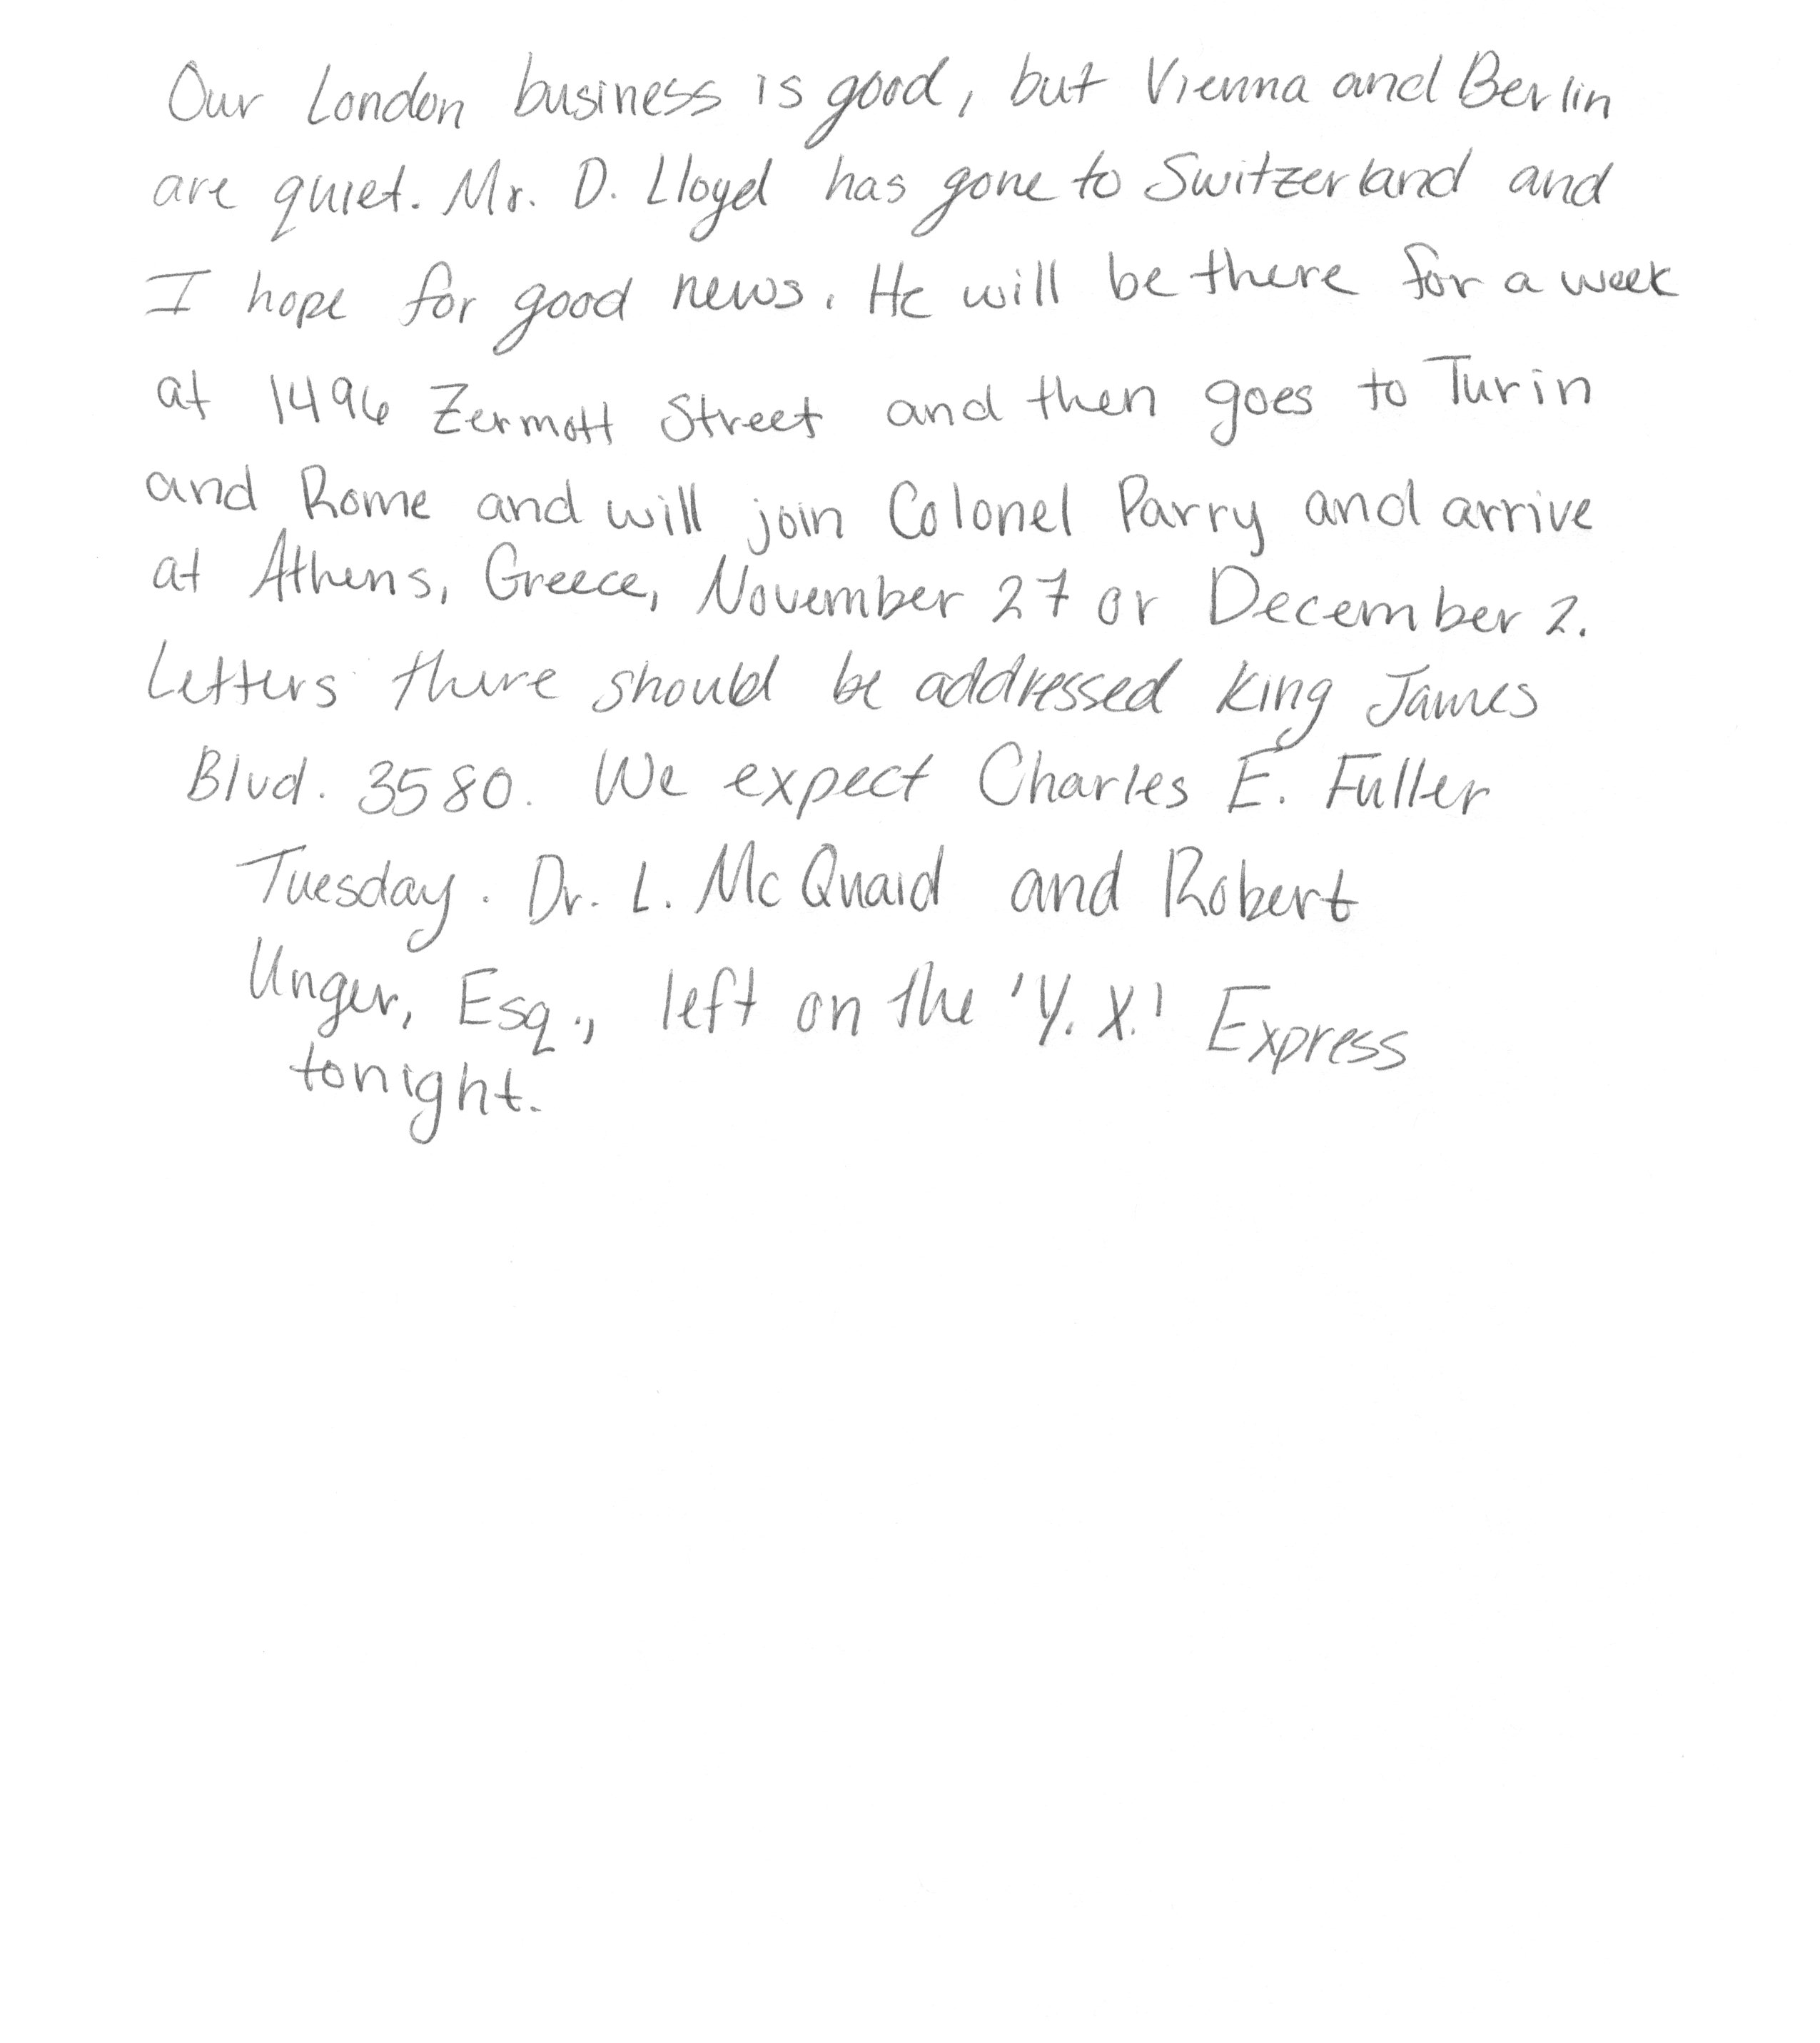 Our London business is good, but Vienna and Berlin
are quiet. Mr. D. Lloyd has gone to Switzerland and
I hope for good news. He will be there for a week
at 1496 Zermott Street and then goes to Turin
and Rome and will join Colonel Parry and arrive
at Athens, Greece, November 27 or December 2.
Letters there should be addressed King James
Blvd. 3580. We expect Charles E. Fuller
Tuesday. Dr. L. McQuaid and Robert
Unger, Esq., left on the 'Y. X.' Express
tonight.